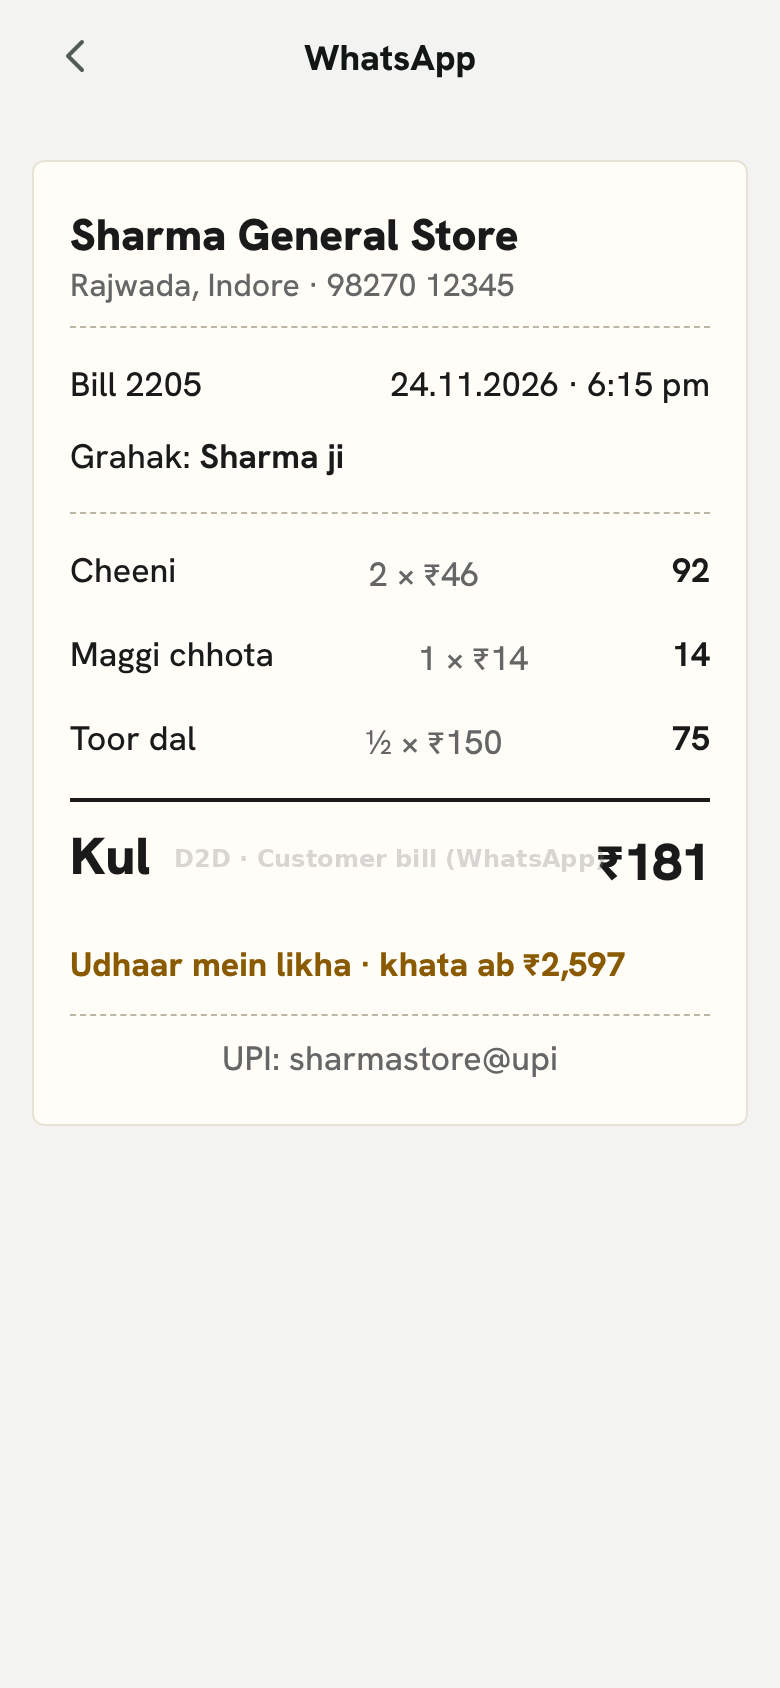 WhatsApp
Sharma General Store
Rajwada, Indore · 98270 12345
Bill 2205 24.11.2026 · 6:15 pm
Grahak: Sharma ji
Cheeni 2 × ₹46 92
Maggi chhota 1 × ₹14 14
Toor dal ½ × ₹150 75
Kul D2D · Customer bill (WhatsApp) ₹181
Udhaar mein likha · khata ab ₹2,597
UPI: sharmastore@upi